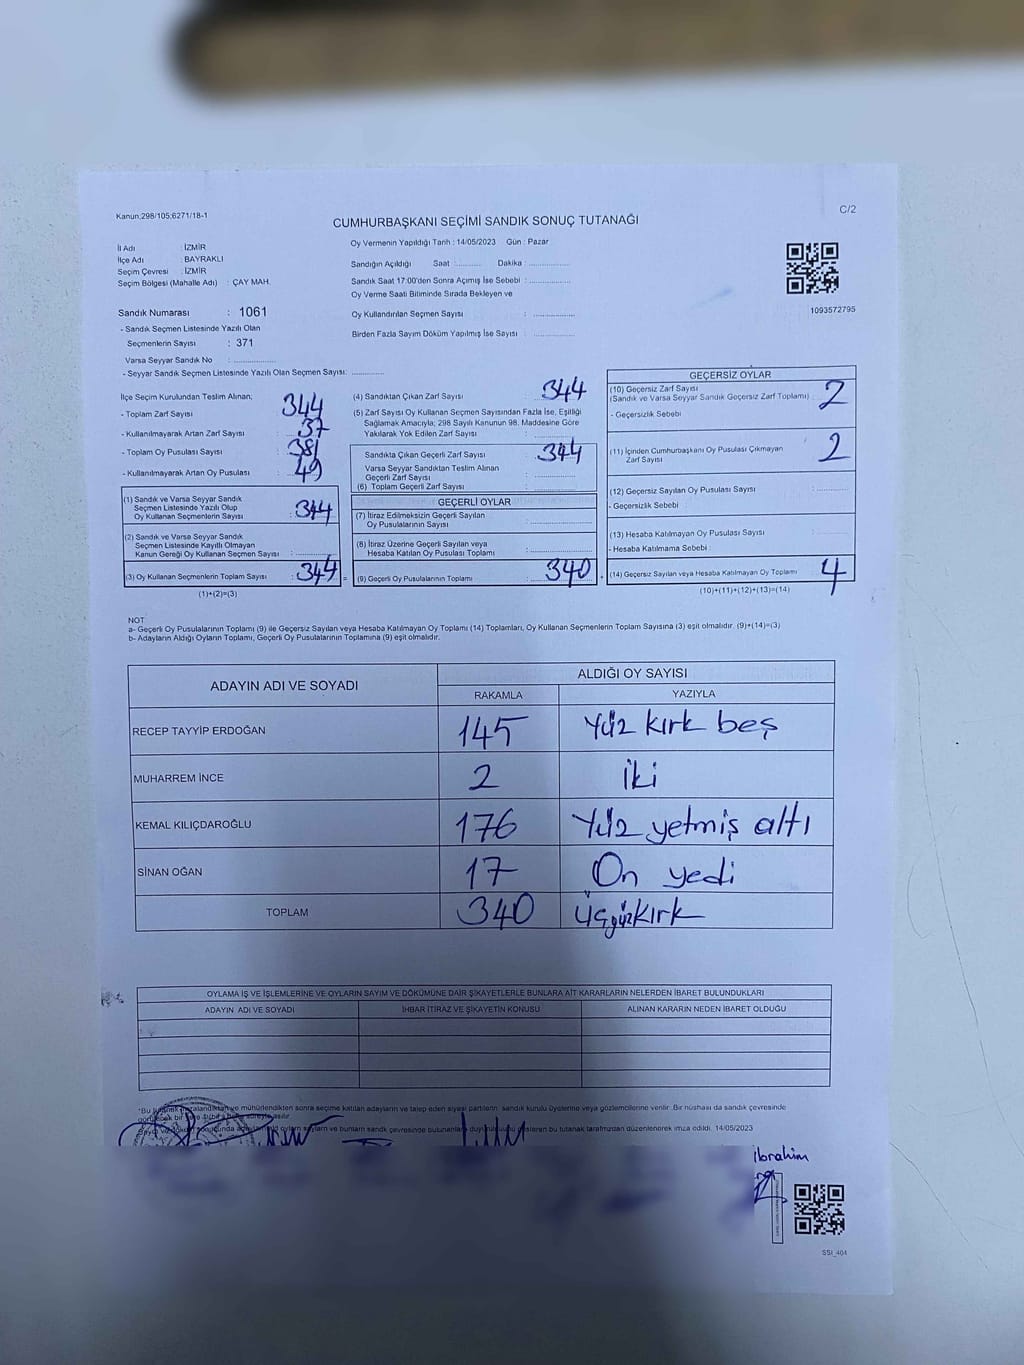 Kanun;298/105;6271/18-1
C/2
CUMHURBAŞKANI SEÇİMİ SANDIK SONUÇ TUTANAĞI
İl Adı : İZMİR
İlçe Adı : BAYRAKLI
Seçim Çevresi : İZMİR
Seçim Bölgesi (Mahalle Adı) : ÇAY MAH.
Oy Vermenin Yapıldığı Tarih : 14/05/2023 Gün : Pazar
Sandığın Açıldığı Saat :........... Dakika :................
Sandık Saat 17:00'den Sonra Açımış İse Sebebi :................
Oy Verme Saati Bitiminde Sırada Bekleyen ve
Oy Kullandırılan Seçmen Sayısı : ................
Birden Fazla Sayım Döküm Yapılmış İse Sayısı : ................
1093572795
Sandık Numarası : 1061
- Sandık Seçmen Listesinde Yazılı Olan
Seçmenlerin Sayısı : 371
Varsa Seyyar Sandık No : ................
- Seyyar Sandık Seçmen Listesinde Yazılı Olan Seçmen Sayısı: ............
İlçe Seçim Kurulundan Teslim Alınan;
- Toplam Zarf Sayısı 344
- Kullanılmayarak Artan Zarf Sayısı : 37
- Toplam Oy Pusulası Sayısı : 381
- Kullanılmayarak Artan Oy Pusulası : 49
(1) Sandık ve Varsa Seyyar Sandık
Seçmen Listesinde Yazılı Olup
Oy Kullanan Seçmenlerin Sayısı : 344
(2) Sandık ve Varsa Seyyar Sandık
Seçmen Listesinde Kayıtlı Olmayan
Kanun Gereği Oy Kullanan Seçmen Sayısı :............
(3) Oy Kullanan Seçmenlerin Toplam Sayısı : 344 =
(1)+(2)=(3)
(4) Sandıktan Çıkan Zarf Sayısı : 344
(5) Zarf Sayısı Oy Kullanan Seçmen Sayısından Fazla İse, Eşitliği
Sağlamak Amacıyla; 298 Sayılı Kanunun 98. Maddesine Göre
Yakılarak Yok Edilen Zarf Sayısı : ................
Sandıkta Çıkan Geçerli Zarf Sayısı : 344
Varsa Seyyar Sandıktan Teslim Alınan
Geçerli Zarf Sayısı : ................
(6) Toplam Geçerli Zarf Sayısı : ................
GEÇERLİ OYLAR
(7) İtiraz Edilmeksizin Geçerli Sayılan
Oy Pusulalarının Sayısı : ................
(8) İtiraz Üzerine Geçerli Sayılan veya
Hesaba Katılan Oy Pusulası Toplamı : ................
(9) Geçerli Oy Pusulalarının Toplamı : 340 +
GEÇERSİZ OYLAR
(10) Geçersiz Zarf Sayısı
(Sandık ve Varsa Seyyar Sandık Geçersiz Zarf Toplamı) : 2
- Geçersizlik Sebebi
(11) İçinden Cumhurbaşkanı Oy Pusulası Çıkmayan
Zarf Sayısı 2
(12) Geçersiz Sayılan Oy Pusulası Sayısı : ............
- Geçersizlik Sebebi :
(13) Hesaba Katılmayan Oy Pusulası Sayısı : ............
- Hesaba Katılmama Sebebi :
(14) Geçersiz Sayılan veya Hesaba Katılmayan Oy Toplamı : 4
(10)+(11)+(12)+(13)=(14)
NOT
a- Geçerli Oy Pusulalarının Toplamı (9) ile Geçersiz Sayılan veya Hesaba Katılmayan Oy Toplamı (14) Toplamları, Oy Kullanan Seçmenlerin Toplam Sayısına (3) eşit olmalıdır. (9)+(14)=(3)
b- Adayların Aldığı Oyların Toplamı, Geçerli Oy Pusulalarının Toplamına (9) eşit olmalıdır.
ADAYIN ADI VE SOYADI
ALDIĞI OY SAYISI
RAKAMLA YAZIYLA
RECEP TAYYİP ERDOĞAN 145 Yüz kırk beş
MUHARREM İNCE 2 İki
KEMAL KILIÇDAROĞLU 176 Yüz yetmiş altı
SİNAN OĞAN 17 On yedi
TOPLAM 340 üçyüzkırk
OYLAMA İŞ VE İŞLEMLERİNE VE OYLARIN SAYIM VE DÖKÜMÜNE DAİR ŞİKAYETLERLE BUNLARA AİT KARARLARIN NELERDEN İBARET BULUNDUKLARI
ADAYIN ADI VE SOYADI İHBAR İTİRAZ VE ŞİKAYETİN KONUSU ALINAN KARARIN NEDEN İBARET OLDUĞU
mühürlendikten sonra seçime katılan adayların ve talep eden siyasi partilerin sandık kurulu üyelerine veya gözlemcilerine verilir. Bir nüshası da sandık çevresinde
bir yere
ve bunların sandık çevresinde bu tutanak tarafımızdan düzenlenerek imza edildi. 14/05/2023
İbrahim
SSİ_404